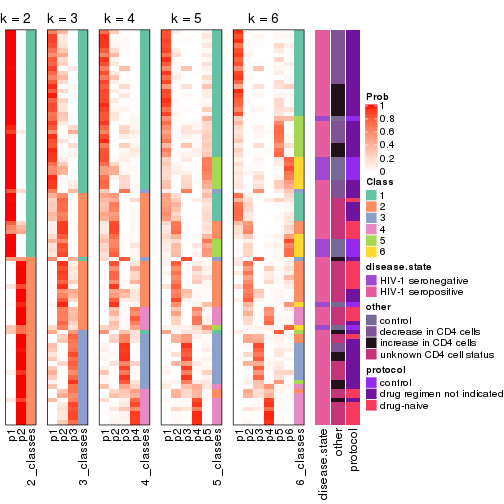 k = 2 k = 3 k = 4 k = 5 k = 6
Prob
1
0.8
0.6
0.4
0.2
0
Class
1
2
3
4
5
6
disease.state
HIV-1 seronegative
HIV-1 seropositive
other
control
decrease in CD4 cells
increase in CD4 cells
unknown CD4 cell status
protocol
control
drug regimen not indicated
drug-naive
p1 p2 2_classes p1 p2 p3 3_classes p1 p2 p3 p4 4_classes p1 p2 p3 p4 p5 5_classes p1 p2 p3 p4 p5 p6 6_classes disease.state other protocol